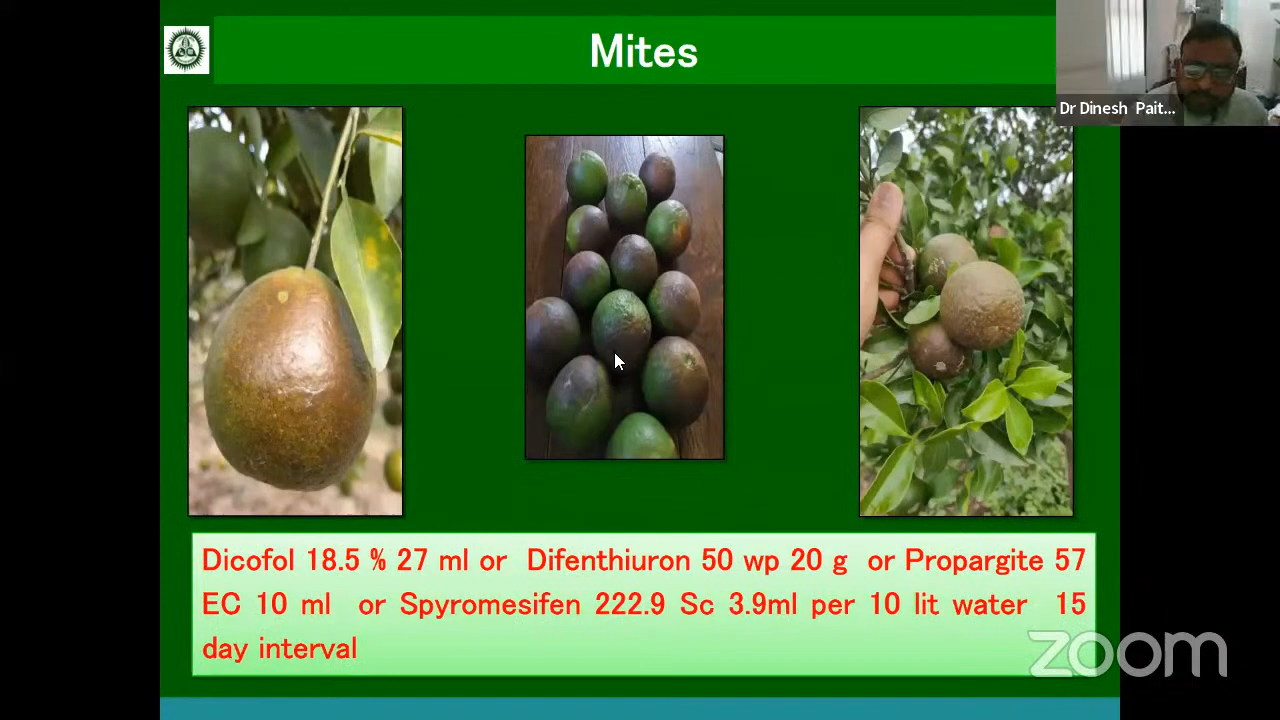 Mites
Dr Dinesh Pait...
Dicofol 18.5 % 27 ml or Difenthiuron 50 wp 20 g or Propargite 57
EC 10 ml or Spyromesifen 222.9 Sc 3.9ml per 10 lit water 15
day interval
zoom